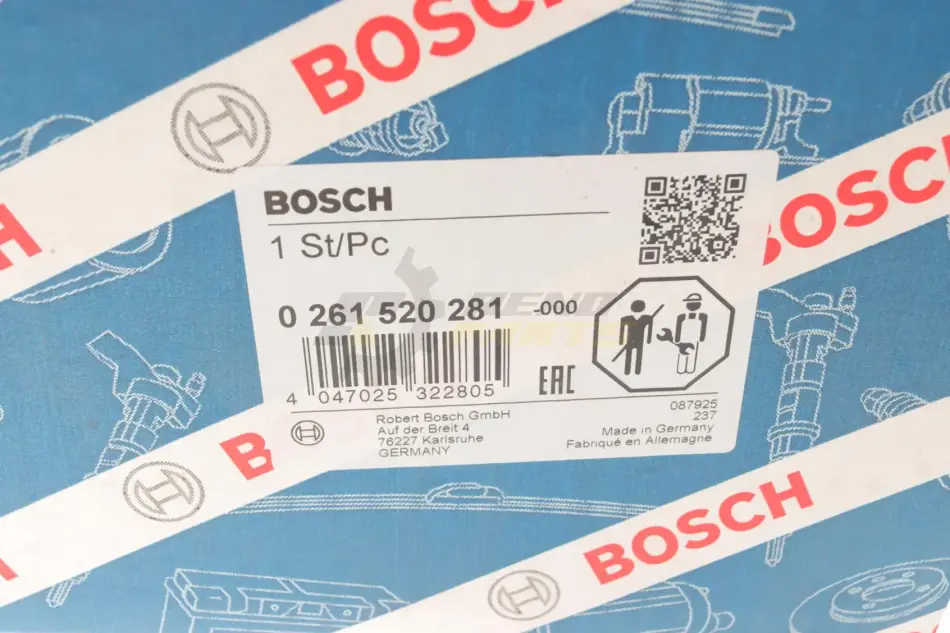 BOSCH
BOSCH
1 St/Pc
0 261 520 281 -000
4 047025 322805
EAC
Robert Bosch GmbH
Auf der Breit 4
76227 Karlsruhe
GERMANY
087925
237
Made in Germany
Fabriqué en Allemagne
BOSCH
B
BOSCH